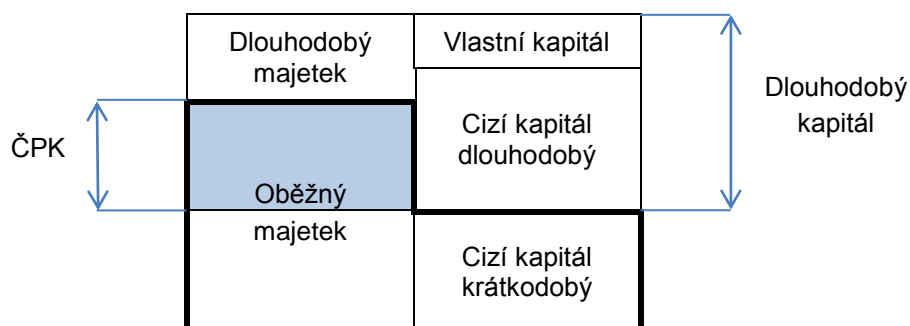 Dlouhodobý
majetek
Vlastní kapitál
Dlouhodobý
kapitál
ČPK
Cizí kapitál
dlouhodobý
Oběžný
majetek
Cizí kapitál
krátkodobý